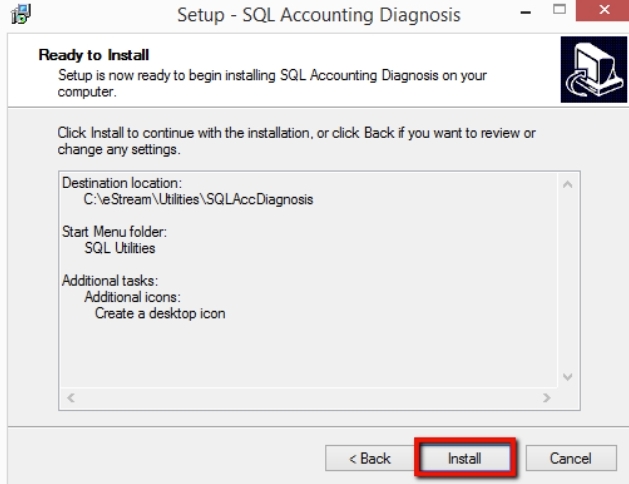 Setup - SQL Accounting Diagnosis
Ready to Install
Setup is now ready to begin installing SQL Accounting Diagnosis on your
computer.
Click Install to continue with the installation, or click Back if you want to review or
change any settings.
Destination location:
C:\eStream\Utilities\SQLAccDiagnosis
Start Menu folder:
SQL Utilities
Additional tasks:
Additional icons:
Create a desktop icon
< Back
Install
Cancel